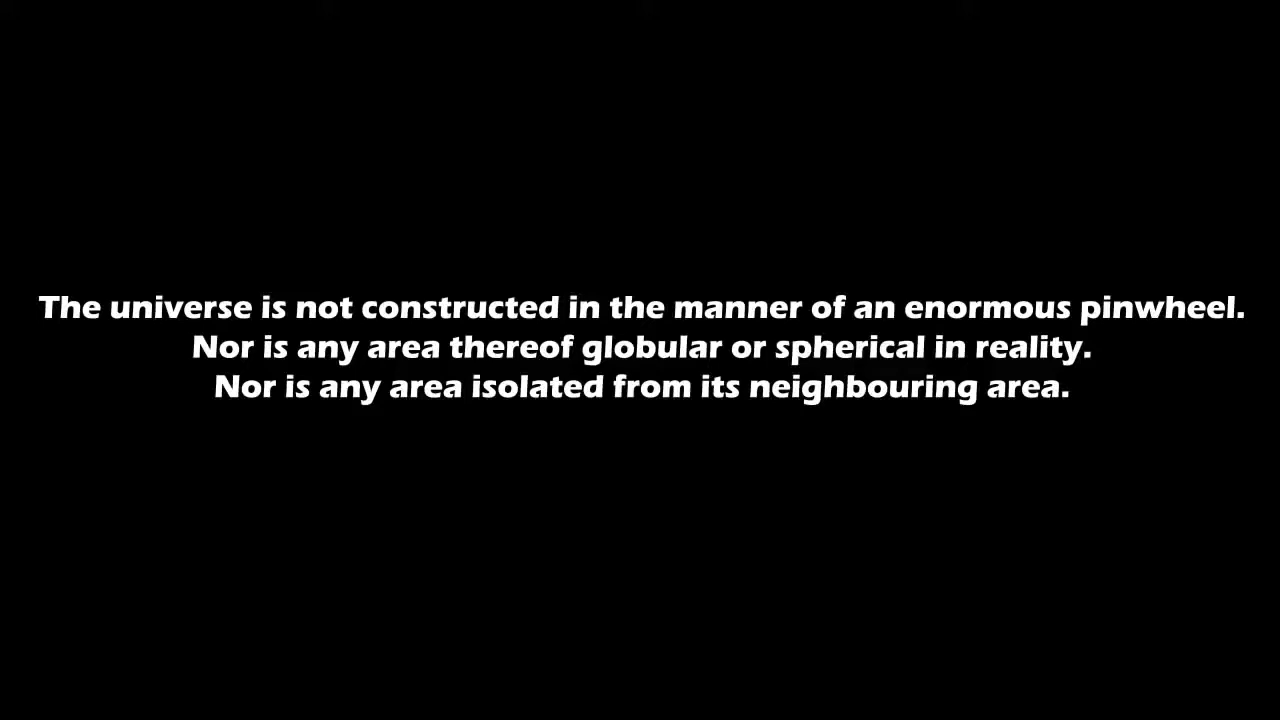 The universe is not constructed in the manner of an enormous pinwheel.
Nor is any area thereof globular or spherical in reality.
Nor is any area isolated from its neighbouring area.